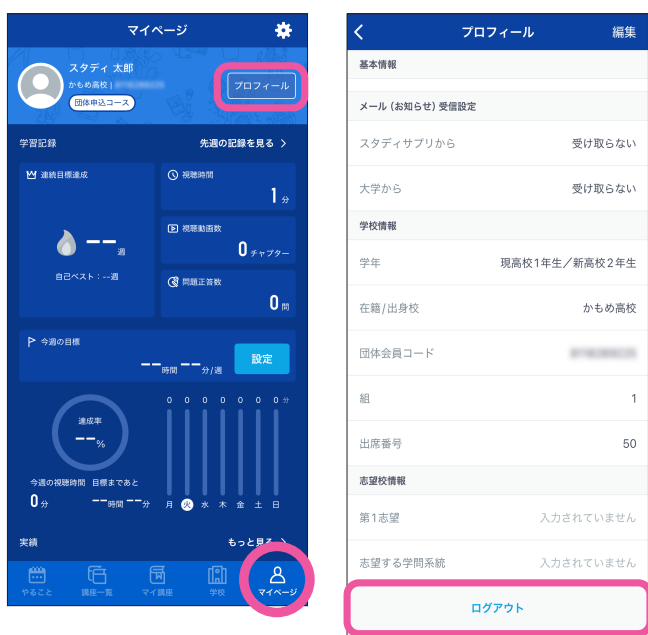 マイページ
スタディ 太郎
かもめ高校 |
団体申込コース
プロフィール
学習記録
先週の記録を見る
連続目標達成
-- 週
自己ベスト：--週
視聴時間
1 分
視聴動画数
0 チャプター
問題正答数
0 問
今週の目標
--時間--分/週
設定
達成率
--%
今週の視聴時間
0 分
目標まであと
--時間--分
0 0 0 0 0 0 0 分
月 火 水 木 金 土 日
実績
もっと見る
やること
講座一覧
マイ講座
学校
マイページ
プロフィール
編集
基本情報
メール（お知らせ）受信設定
スタディサプリから 受け取らない
大学から 受け取らない
学校情報
学年 現高校1年生／新高校2年生
在籍/出身校 かもめ高校
団体会員コード
組 1
出席番号 50
志望校情報
第1志望 入力されていません
志望する学問系統 入力されていません
ログアウト